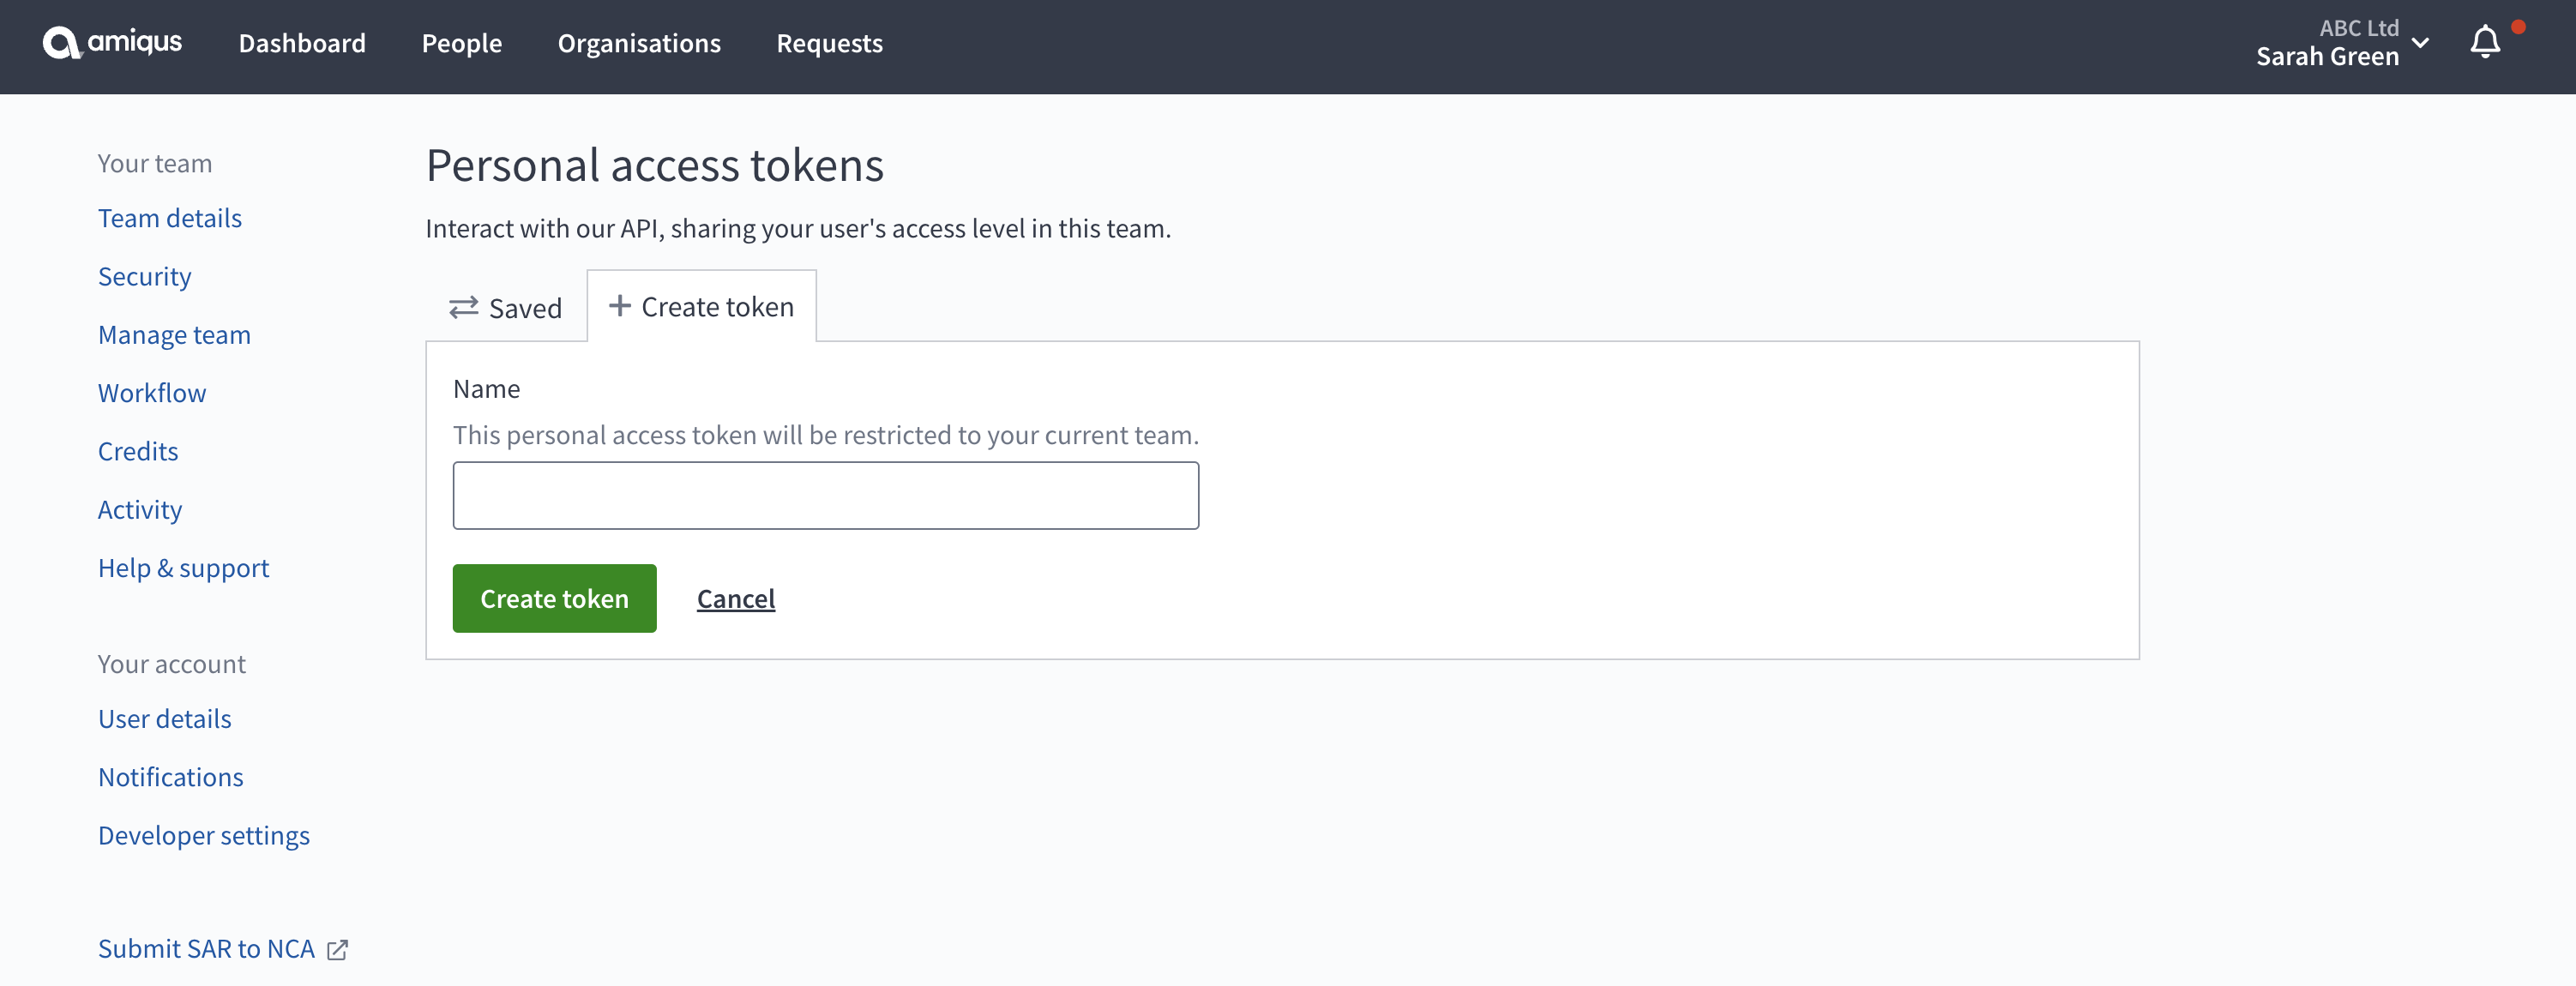 amiqus
Dashboard
People
Organisations
Requests
ABC Ltd
Sarah Green
Your team
Team details
Security
Manage team
Workflow
Credits
Activity
Help & support
Your account
User details
Notifications
Developer settings
Submit SAR to NCA
Personal access tokens
Interact with our API, sharing your user's access level in this team.
Saved
Create token
Name
This personal access token will be restricted to your current team.
Create token
Cancel